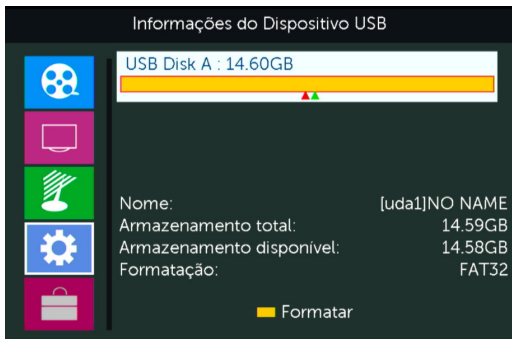 Informações do Dispositivo USB
USB Disk A : 14.60GB
Nome: [uda1]NO NAME
Armazenamento total: 14.59GB
Armazenamento disponível: 14.58GB
Formatação: FAT32
Formatar